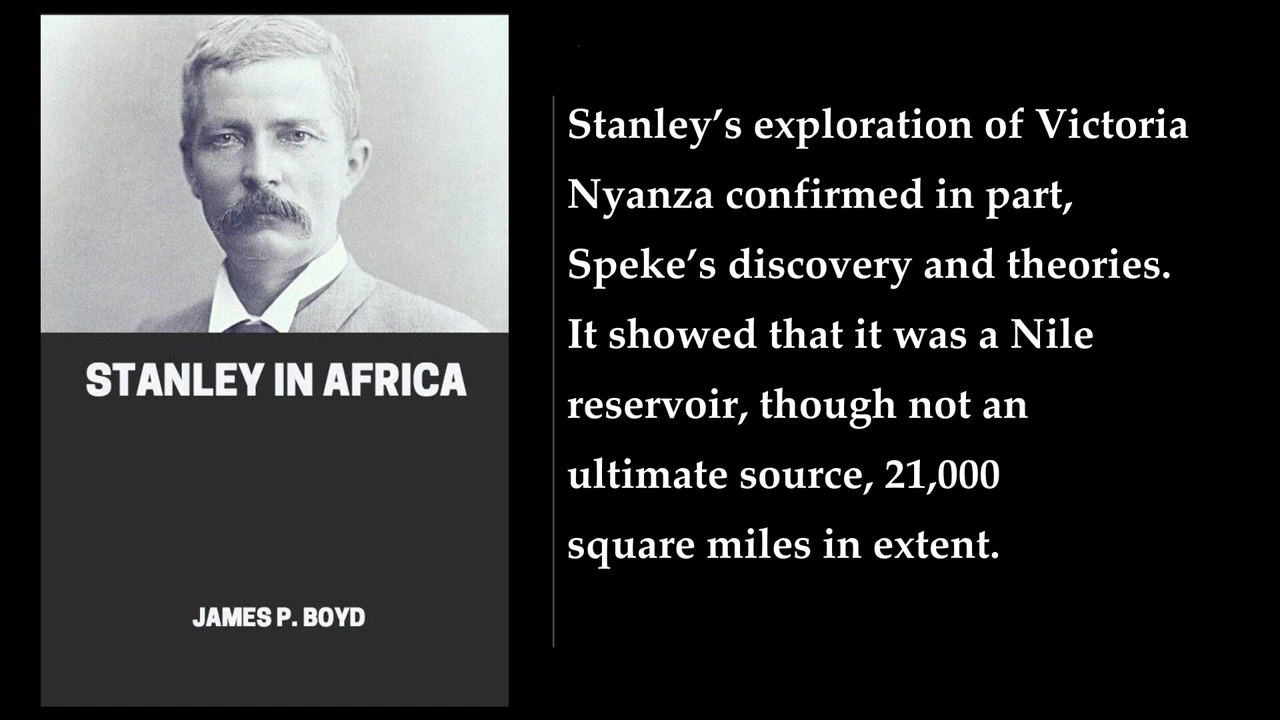 STANLEY IN AFRICA
JAMES P. BOYD
Stanley’s exploration of Victoria
Nyanza confirmed in part,
Speke’s discovery and theories.
It showed that it was a Nile
reservoir, though not an
ultimate source, 21,000
square miles in extent.